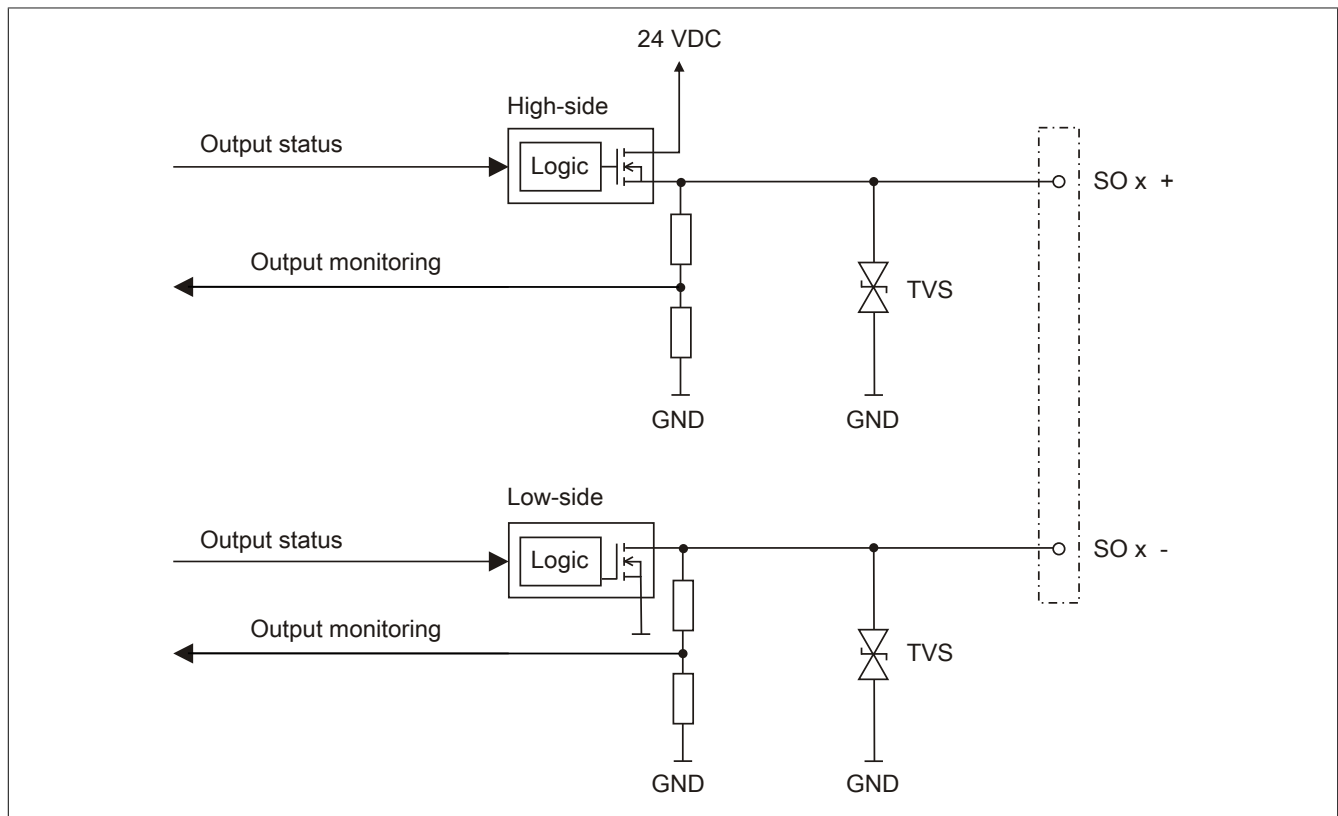 24 VDC
High-side
Output status
Logic
SO x +
Output monitoring
TVS
GND
GND
Low-side
Output status
Logic
SO x -
Output monitoring
TVS
GND
GND